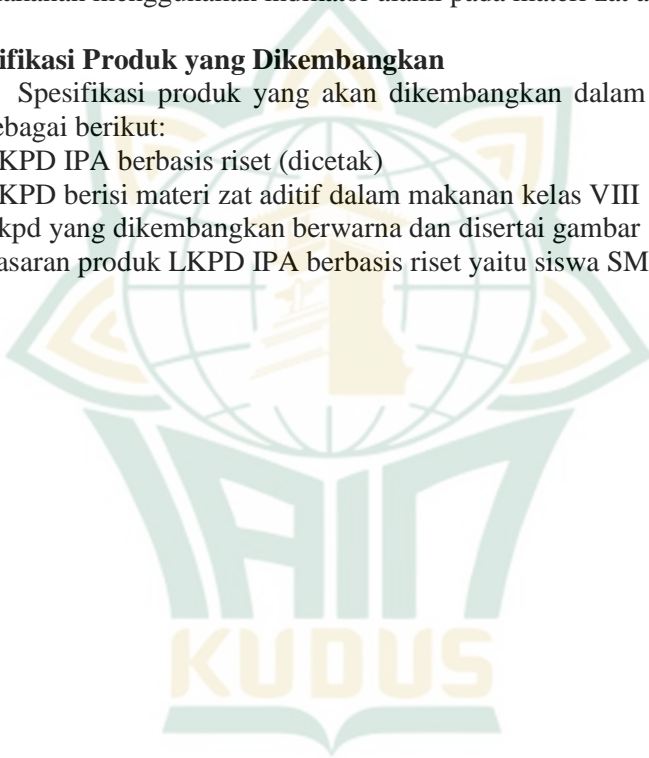 akanan menggunakan indikator alami pada materi zat a
ifikasi Produk yang Dikembangkan
Spesifikasi produk yang akan dikembangkan dalam
ebagai berikut:
KPD IPA berbasis riset (dicetak)
KPD berisi materi zat aditif dalam makanan kelas VIII
kpd yang dikembangkan berwarna dan disertai gambar
asaran produk LKPD IPA berbasis riset yaitu siswa SM
IAIN
KUDUS